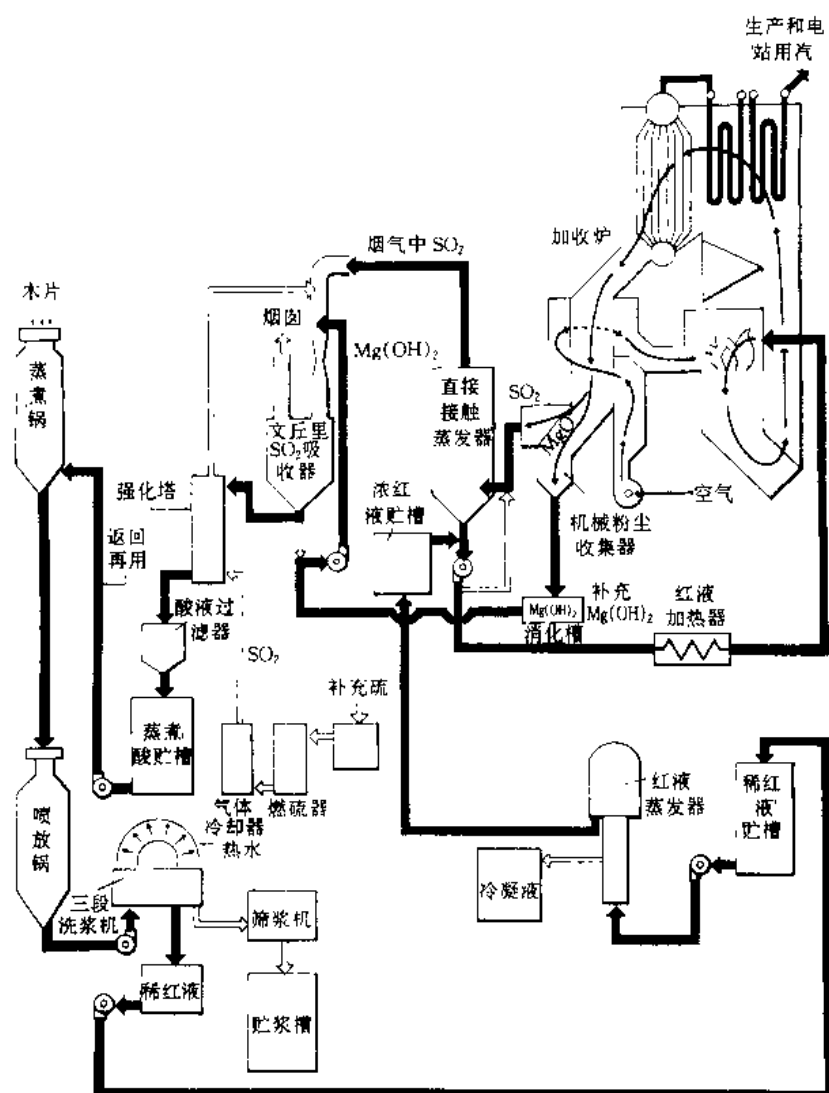 生产和电
站用汽
加收炉
烟气中 SO₂
木片
烟囱
Mg(OH)₂
蒸
煮
锅
直接
接触
蒸发器
SO₂
MgO
文丘里
SO₂吸
收器
强化塔
浓红
液贮槽
空气
机械粉尘
收集器
返回
再用
酸液过
滤器
补充
Mg(OH)₂
Mg(OH)₂
消化槽
红液
加热器
SO₂
补充硫
蒸煮
酸贮槽
红液
蒸发器
稀红
液
贮槽
气体
冷却器
燃硫器
喷
放
锅
热水
冷凝液
三段
洗浆机
筛浆机
稀红液
贮浆槽